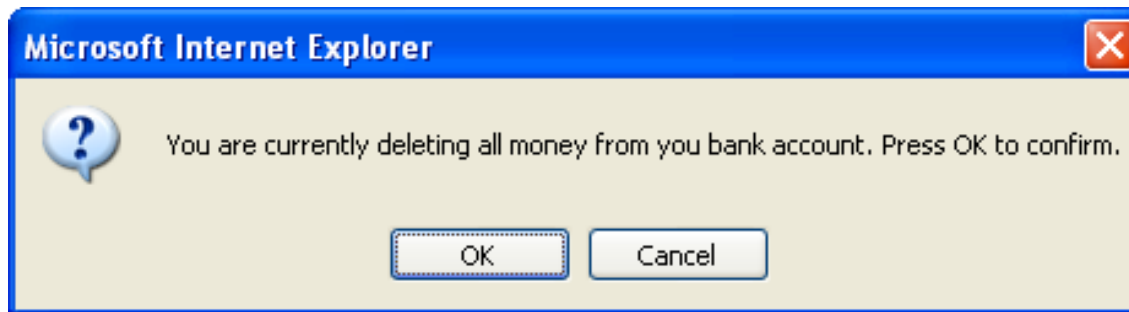 Microsoft Internet Explorer
You are currently deleting all money from you bank account. Press OK to confirm.
OK
Cancel